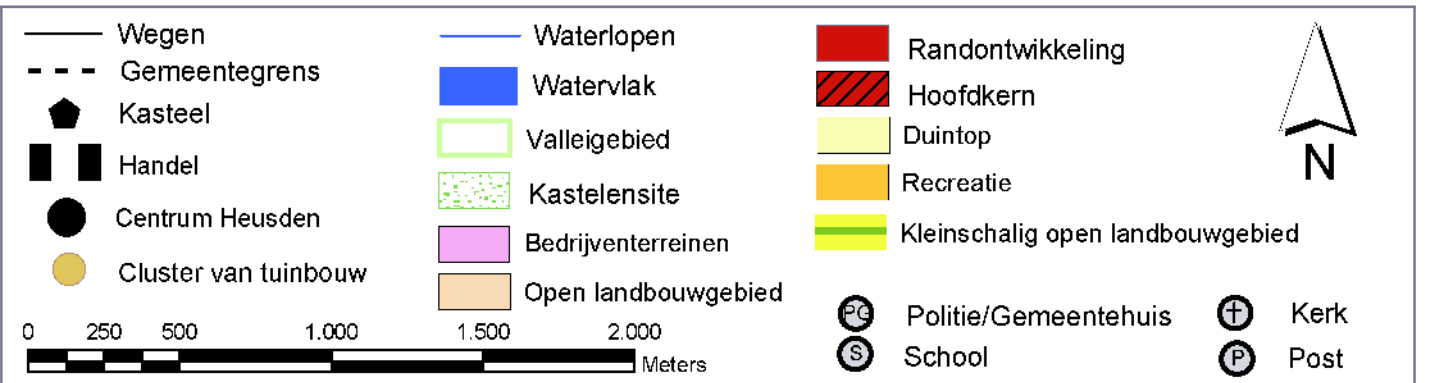 Wegen
Gemeentegrens
Kasteel
Handel
Centrum Heusden
Cluster van tuinbouw
0 250 500 1.000 1.500 2.000
Meters
Waterlopen
Watervlak
Valleigebied
Kastelensite
Bedrijventerreinen
Open landbouwgebied
Randontwikkeling
Hoofdkern
Duintop
Recreatie
Kleinschalig open landbouwgebied
PG Politie/Gemeentehuis
S School
Kerk
P Post
N